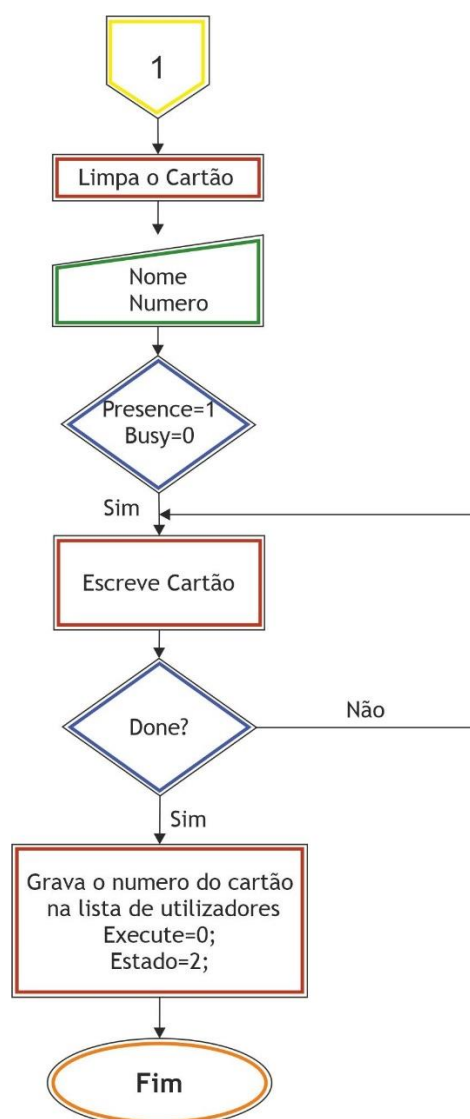 1
Limpa o Cartão
Nome
Numero
Presence=1
Busy=0
Sim
Escreve Cartão
Done?
Não
Sim
Grava o numero do cartão
na lista de utilizadores
Execute=0;
Estado=2;
Fim